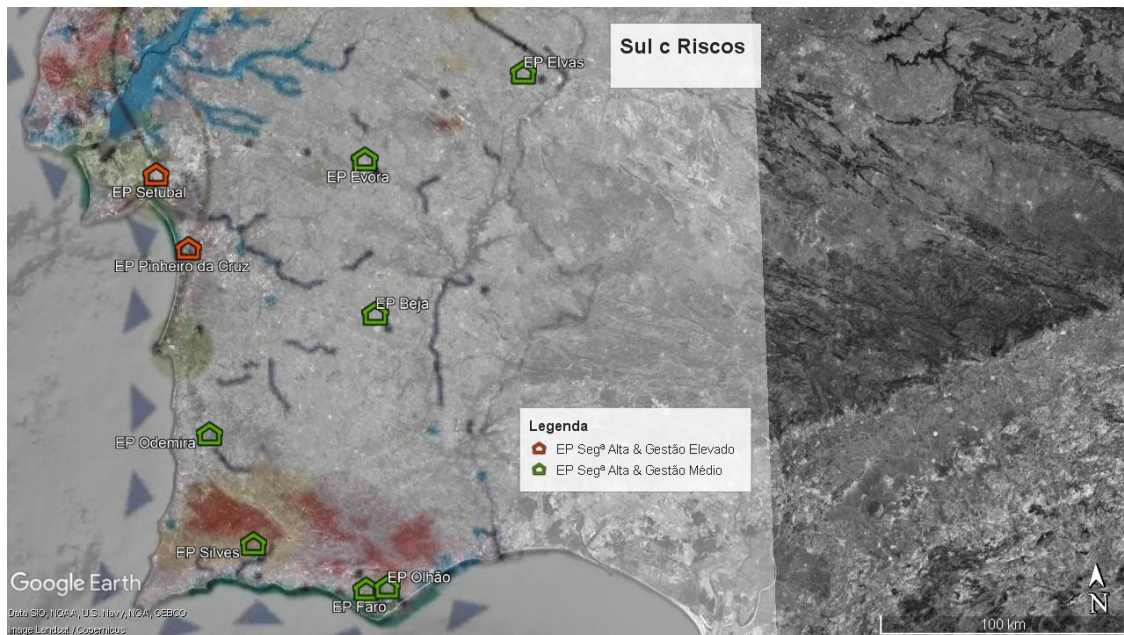 Sul c Riscos
EP Elvas
EP Évora
EP Setubal
EP Pinheiro da Cruz
EP Beja
Legenda
EP Segª Alta & Gestão Elevado
EP Segª Alta & Gestão Médio
EP Odemira
EP Silves
EP Olhão
EP Faro
Google Earth
Data SIO, NOAA, U.S. Navy, NGA, GEBCO
Image Landsat / Copernicus
N
100 km